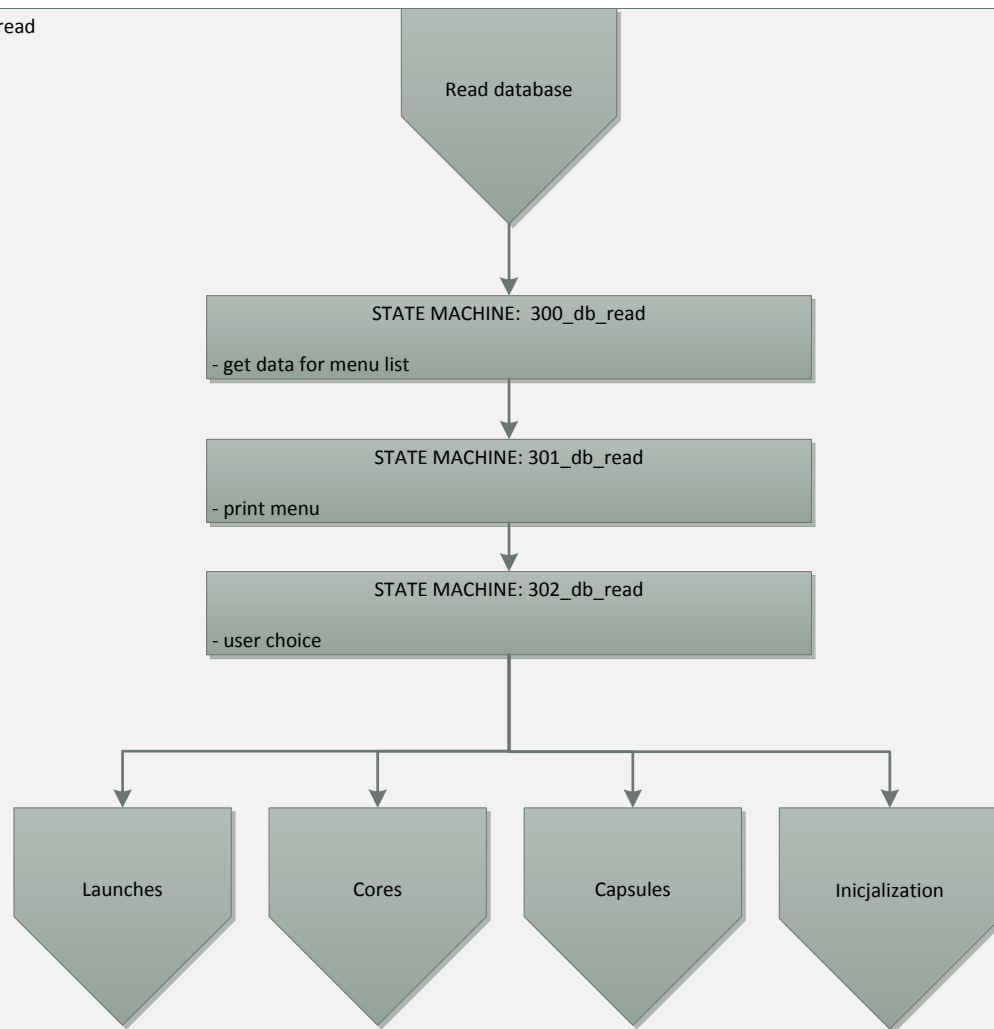 read
Read database
STATE MACHINE:  300_db_read
- get data for menu list
STATE MACHINE: 301_db_read
- print menu
STATE MACHINE: 302_db_read
- user choice
Launches
Cores
Capsules
Inicjalization